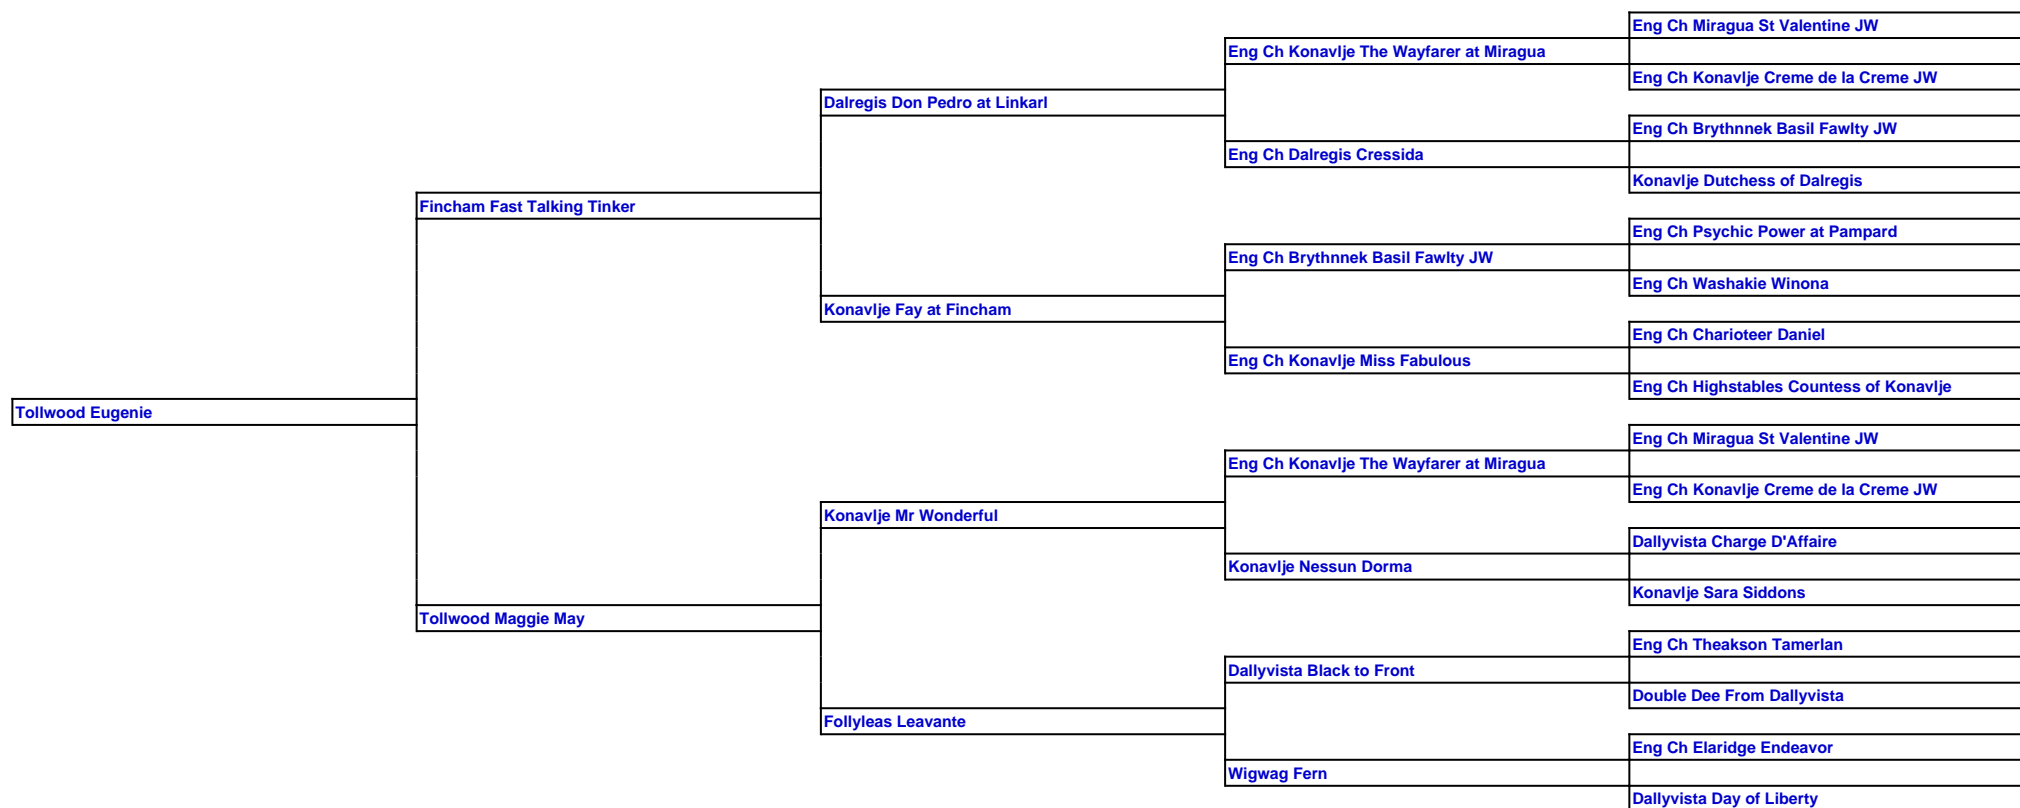 Eng Ch Miragua St Valentine JW
Eng Ch Konavlje The Wayfarer at Miragua
Eng Ch Konavlje Creme de la Creme JW
Dalregis Don Pedro at Linkarl
Eng Ch Brythnnek Basil Fawlty JW
Eng Ch Dalregis Cressida
Konavlje Dutchess of Dalregis
Fincham Fast Talking Tinker
Eng Ch Psychic Power at Pampard
Eng Ch Brythnnek Basil Fawlty JW
Eng Ch Washakie Winona
Konavlje Fay at Fincham
Eng Ch Charioteer Daniel
Eng Ch Konavlje Miss Fabulous
Eng Ch Highstables Countess of Konavlje
Tollwood Eugenie
Eng Ch Miragua St Valentine JW
Eng Ch Konavlje The Wayfarer at Miragua
Eng Ch Konavlje Creme de la Creme JW
Konavlje Mr Wonderful
Dallyvista Charge D'Affaire
Konavlje Nessun Dorma
Konavlje Sara Siddons
Tollwood Maggie May
Eng Ch Theakson Tamerlan
Dallyvista Black to Front
Double Dee From Dallyvista
Follyleas Leavante
Eng Ch Elaridge Endeavor
Wigwag Fern
Dallyvista Day of Liberty